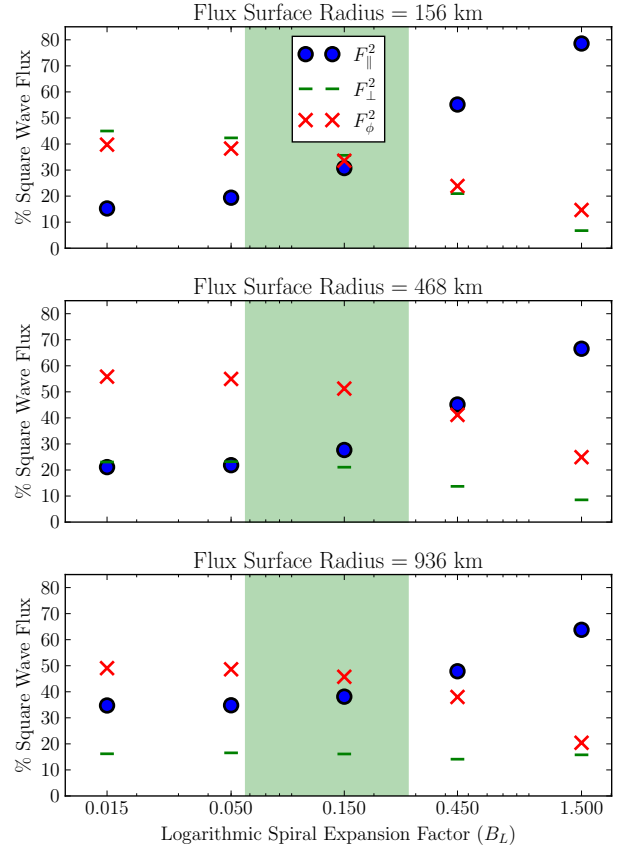 Flux Surface Radius = 156 km
% Square Wave Flux
80
70
60
50
40
30
20
10
0
F∥²
F⊥²
Fϕ²
Flux Surface Radius = 468 km
% Square Wave Flux
80
70
60
50
40
30
20
10
0
Flux Surface Radius = 936 km
% Square Wave Flux
80
70
60
50
40
30
20
10
0
0.015 0.050 0.150 0.450 1.500
Logarithmic Spiral Expansion Factor (B_L)